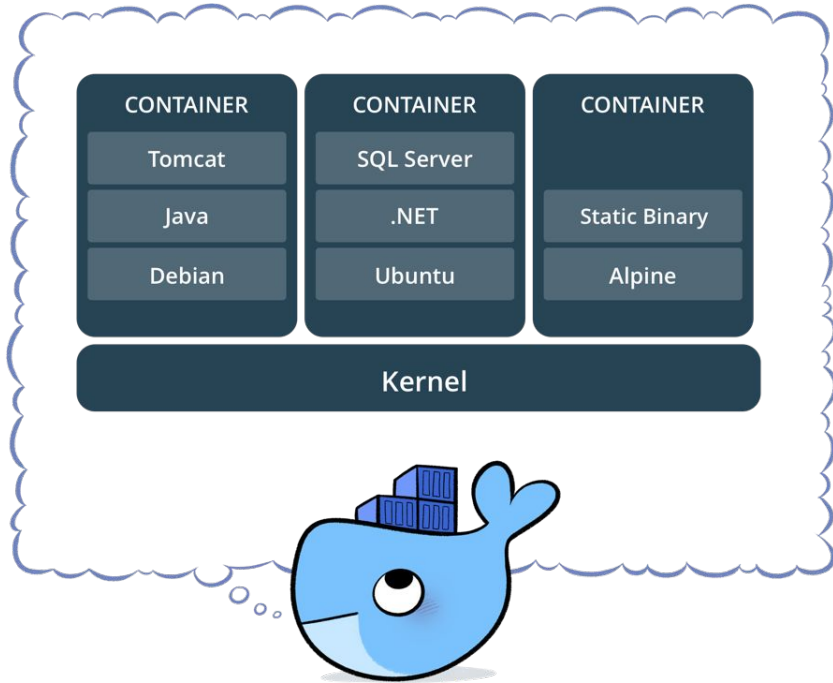 CONTAINER
Tomcat
Java
Debian
CONTAINER
SQL Server
.NET
Ubuntu
CONTAINER
Static Binary
Alpine
Kernel